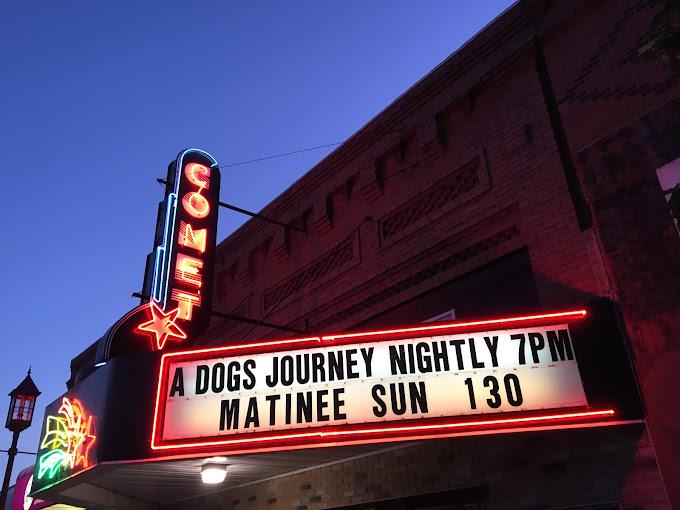 COMET
A DOGS JOURNEY NIGHTLY 7PM
MATINEE SUN 130